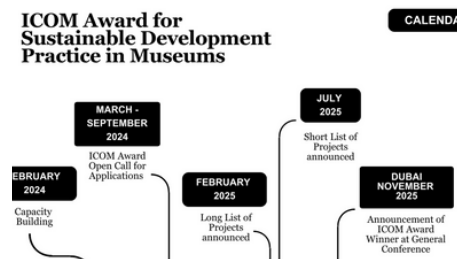 ICOM Award for
Sustainable Development
Practice in Museums
CALENDA
MARCH -
SEPTEMBER
2024
ICOM Award
Open Call for
Applications
JULY
2025
Short List of
Projects
announced
EBRUARY
2024
Capacity
Building
FEBRUARY
2025
Long List of
Projects
announced
DUBAI
NOVEMBER
2025
Announcement of
ICOM Award
Winner at General
Conference